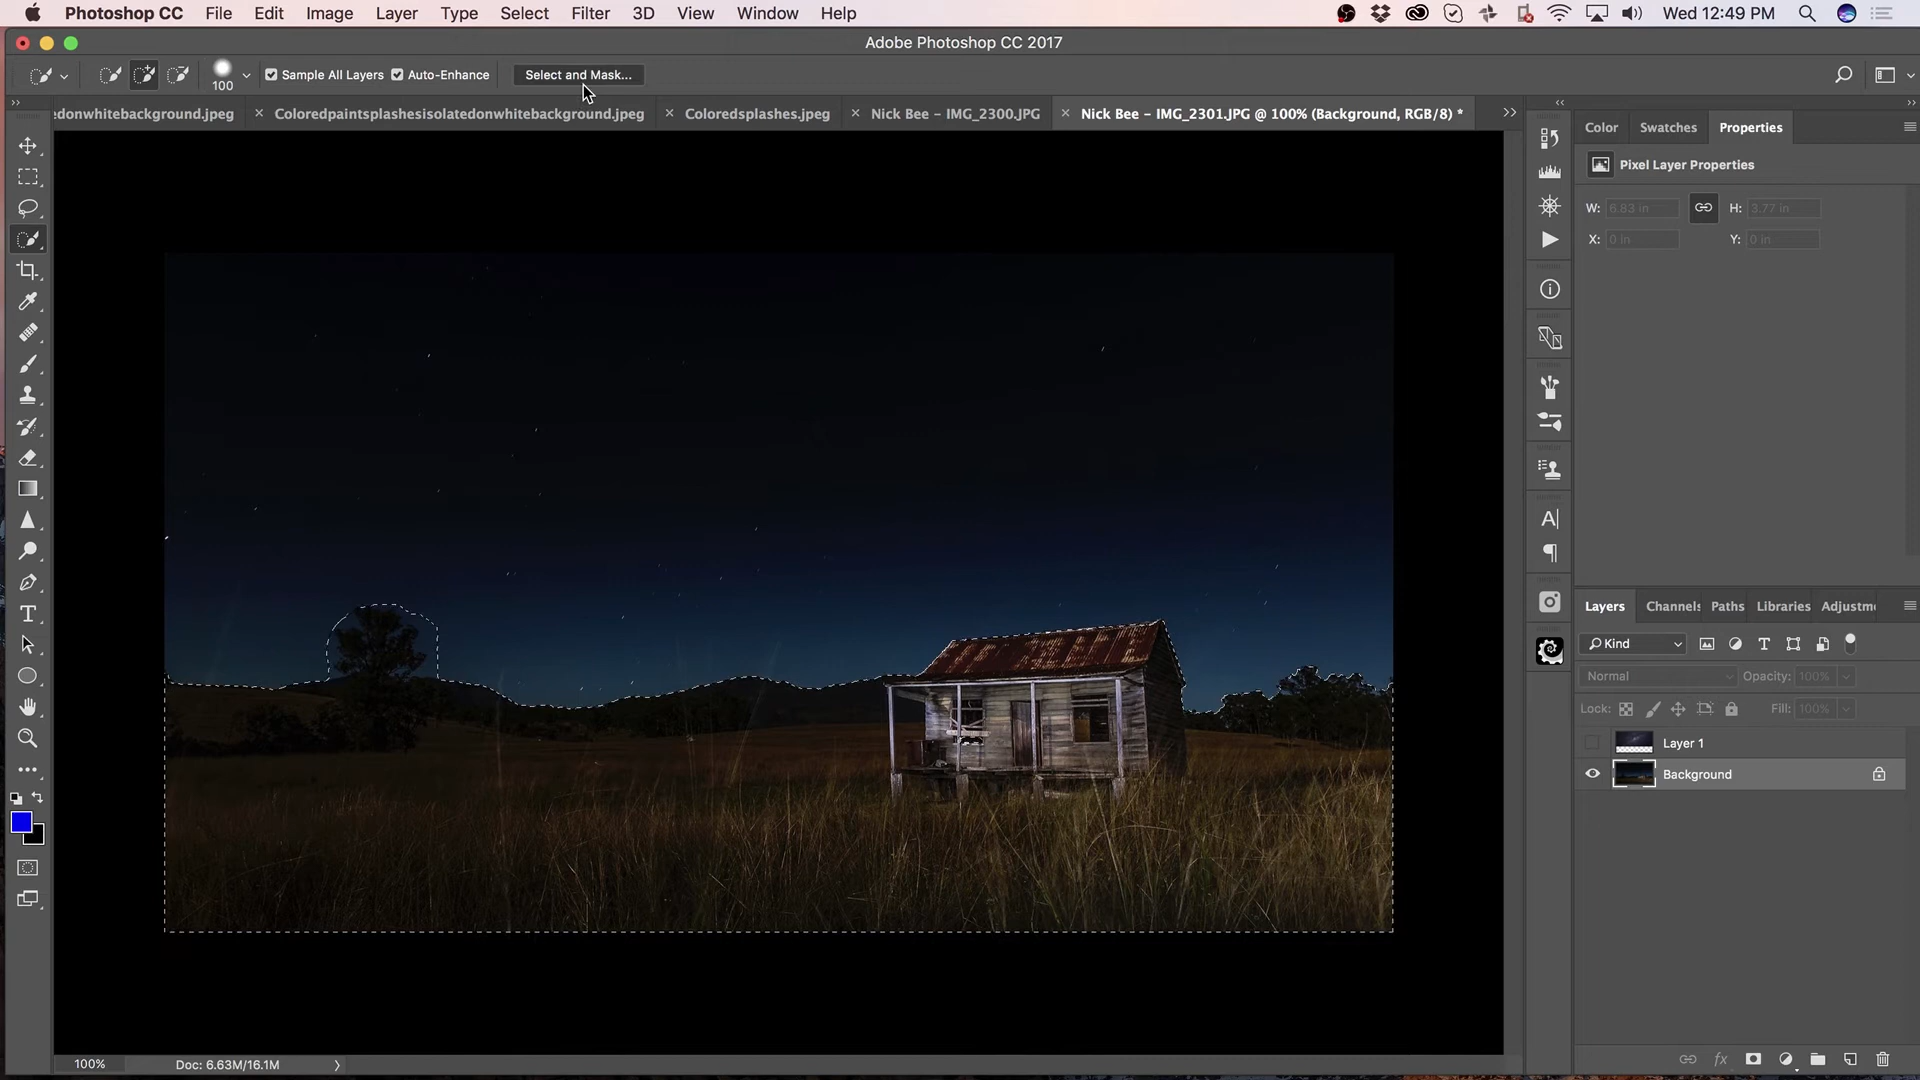 Photoshop CC File Edit Image Layer Type Select Filter 3D View Window Help Wed 12:49 PM
Adobe Photoshop CC 2017
100 Sample All Layers Auto-Enhance Select and Mask...
edonwhitebackground.jpeg × Coloredpaintsplashesisolatedonwhitebackground.jpeg × Coloredsplashes.jpeg × Nick Bee – IMG_2300.JPG × Nick Bee – IMG_2301.JPG @ 100% (Background, RGB/8) *
Color Swatches Properties
Pixel Layer Properties
W: 6.83 in H: 3.77 in
X: 0 in Y: 0 in
Layers Channels Paths Libraries Adjustme
Kind
Normal Opacity: 100%
Lock: Fill: 100%
Layer 1
Background
100% Doc: 6.63M/16.1M